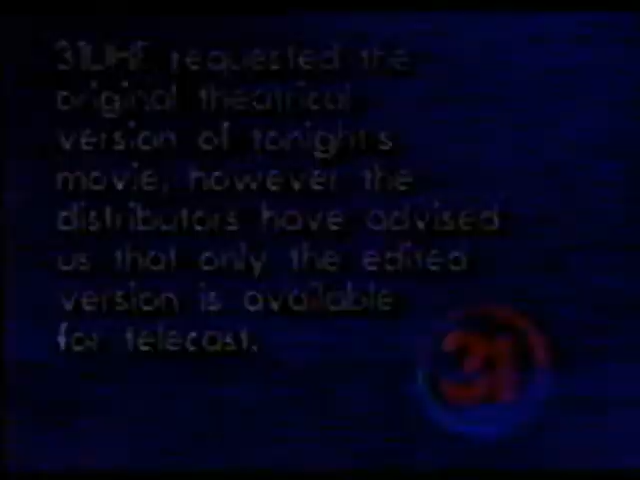 31UHF requested the
original theatrical
version of tonight's
movie, however the
distributors have advised
us that only the edited
version is available
for telecast.
31